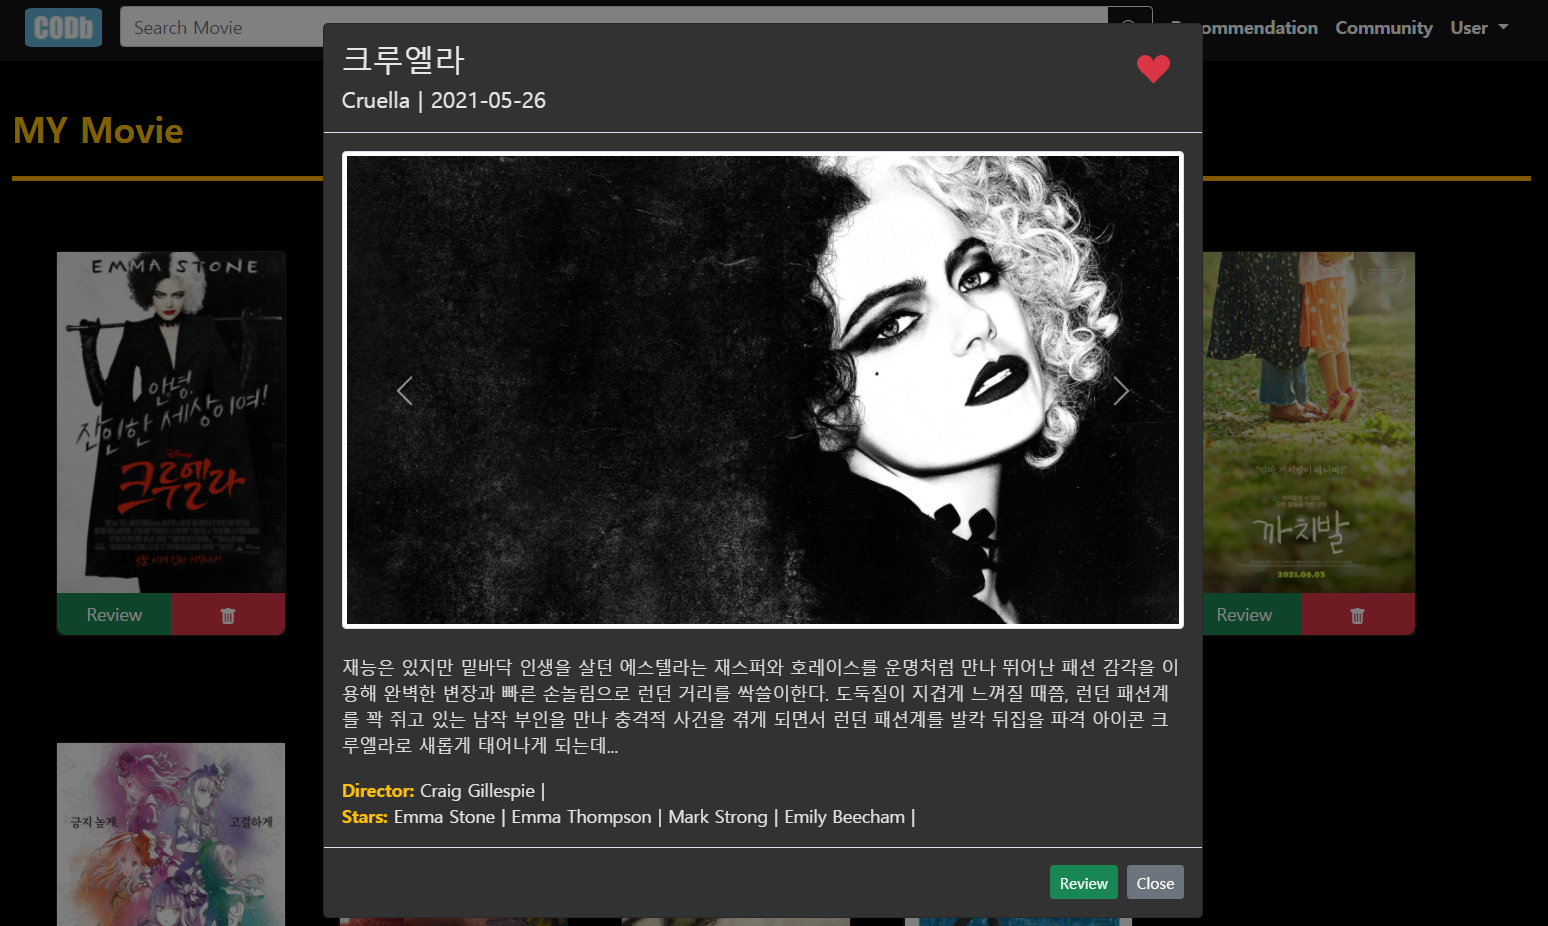 CODb
Search Movie
ommendation
Community
User
MY Movie
크루엘라
Cruella | 2021-05-26
EMMA STONE
안녕,
잔인한 세상이여!
Disney
크루엘라
Review
재능은 있지만 밑바닥 인생을 살던 에스텔라는 재스퍼와 호레이스를 운명처럼 만나 뛰어난 패션 감각을 이
용해 완벽한 변장과 빠른 손놀림으로 런던 거리를 싹쓸이한다. 도둑질이 지겹게 느껴질 때쯤, 런던 패션계
를 꽉 쥐고 있는 남작 부인을 만나 충격적 사건을 겪게 되면서 런던 패션계를 발칵 뒤집을 파격 아이콘 크
루엘라로 새롭게 태어나게 되는데...
Director: Craig Gillespie |
Stars: Emma Stone | Emma Thompson | Mark Strong | Emily Beecham |
Review
Close
까치발
2021.06.03
Review
긍지 높게,
고결하게